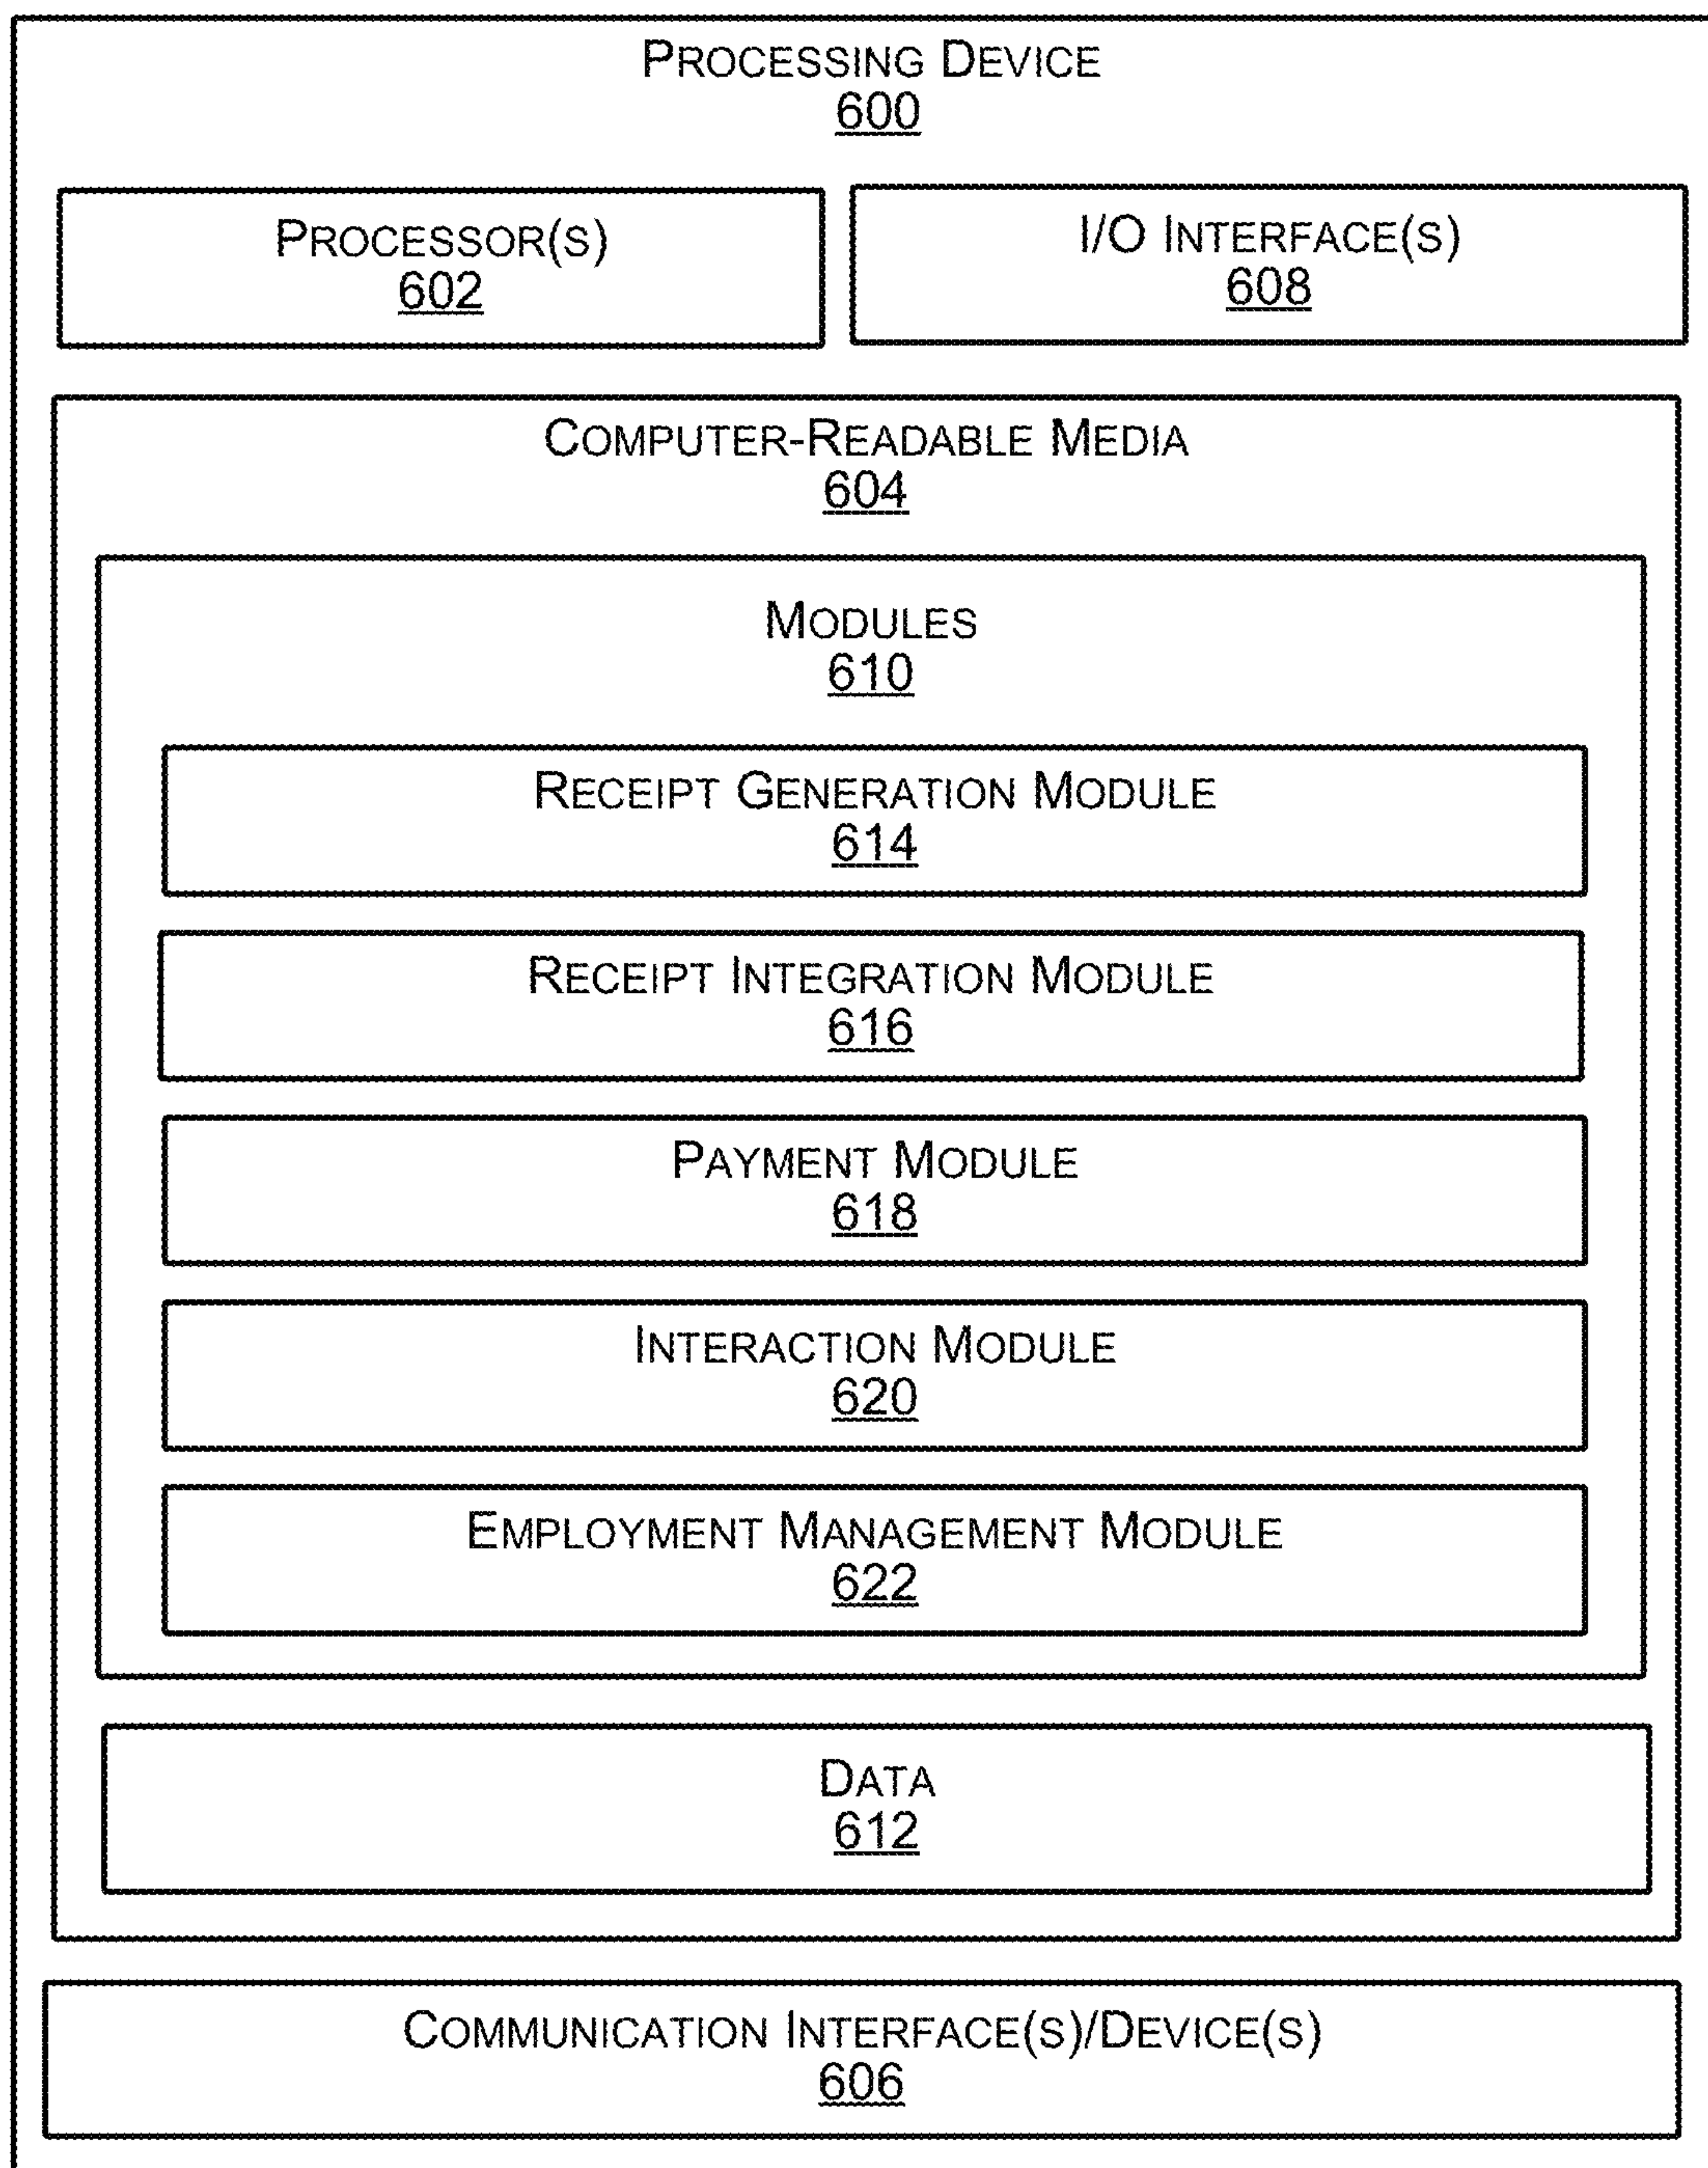 PROCESSING DEVICE
600
PROCESSOR(S)
602
I/O INTERFACE(S)
608
COMPUTER-READABLE MEDIA
604
MODULES
610
RECEIPT GENERATION MODULE
614
RECEIPT INTEGRATION MODULE
616
PAYMENT MODULE
618
INTERACTION MODULE
620
EMPLOYMENT MANAGEMENT MODULE
622
DATA
612
COMMUNICATION INTERFACE(S)/DEVICE(S)
606